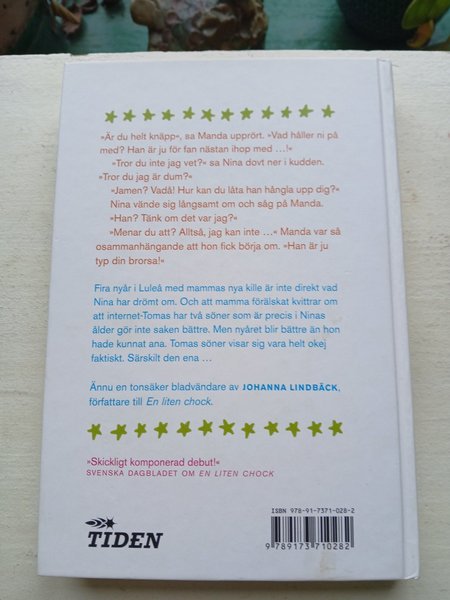 »Är du helt knäpp», sa Manda upprört. »Vad håller ni på
med? Han är ju för fan nästan ihop med …!«
»Tror du inte jag vet?« sa Nina dovt ner i kudden.
»Tror du jag är dum?«
»Jamen? Vadå! Hur kan du låta han hångla upp dig?«
Nina vände sig långsamt om och såg på Manda.
»Han? Tänk om det var jag?«
»Menar du att? Alltså, jag kan inte …« Manda var så
osammanhängande att hon fick börja om. »Han är ju
typ din brorsa!«
Fira nyår i Luleå med mammas nya kille är inte direkt vad
Nina har drömt om. Och att mamma förälskat kvittrar om
att internet-Tomas har två söner som är precis i Ninas
ålder gör inte saken bättre. Men nyåret blir bättre än hon
hade kunnat ana. Tomas söner visar sig vara helt okej
faktiskt. Särskilt den ena …
Ännu en tonsäker bladvändare av JOHANNA LINDBÄCK,
författare till En liten chock.
»Skickligt komponerad debut!«
SVENSKA DAGBLADET OM EN LITEN CHOCK
ISBN 978-91-7371-028-2
9 789173 710282
TIDEN